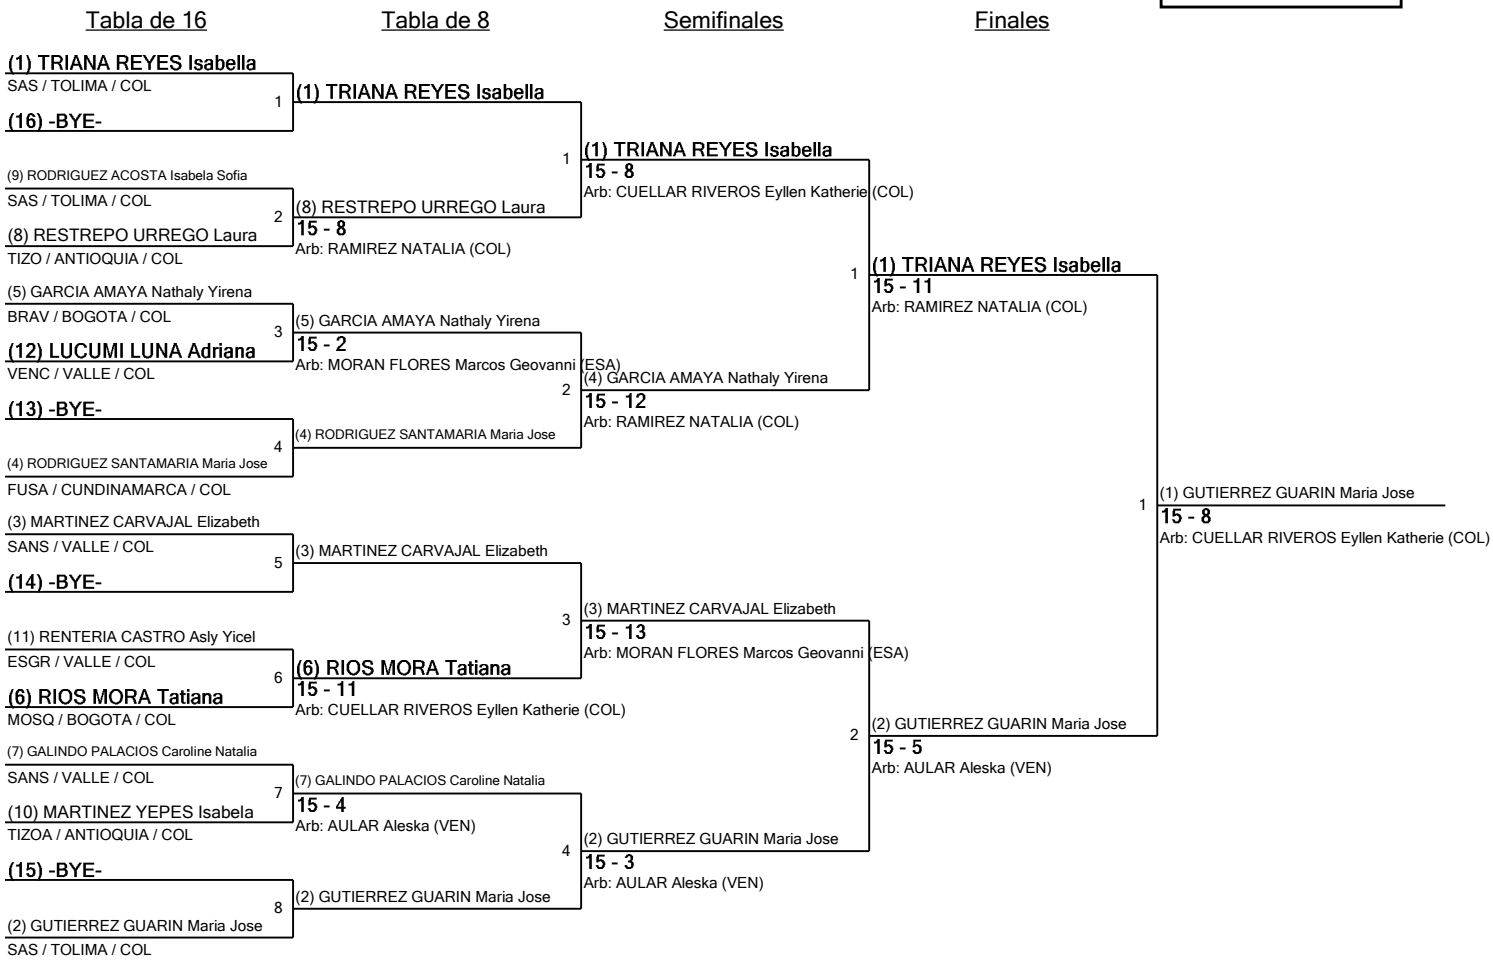 Tabla de 16
Tabla de 8
Semifinales
Finales
(1) TRIANA REYES Isabella
SAS / TOLIMA / COL
1
(16) -BYE-
(9) RODRIGUEZ ACOSTA Isabela Sofia
SAS / TOLIMA / COL
2
(8) RESTREPO URREGO Laura
TIZO / ANTIOQUIA / COL
(5) GARCIA AMAYA Nathaly Yirena
BRAV / BOGOTA / COL
3
(12) LUCUMI LUNA Adriana
VENC / VALLE / COL
(13) -BYE-
4
(4) RODRIGUEZ SANTAMARIA Maria Jose
FUSA / CUNDINAMARCA / COL
(3) MARTINEZ CARVAJAL Elizabeth
SANS / VALLE / COL
5
(14) -BYE-
(11) RENTERIA CASTRO Asly Yicel
ESGR / VALLE / COL
6
(6) RIOS MORA Tatiana
MOSQ / BOGOTA / COL
(7) GALINDO PALACIOS Caroline Natalia
SANS / VALLE / COL
7
(10) MARTINEZ YEPES Isabela
TIZOA / ANTIOQUIA / COL
(15) -BYE-
8
(2) GUTIERREZ GUARIN Maria Jose
SAS / TOLIMA / COL
(1) TRIANA REYES Isabella
1
(8) RESTREPO URREGO Laura
15 - 8
Arb: RAMIREZ NATALIA (COL)
(5) GARCIA AMAYA Nathaly Yirena
15 - 2
Arb: MORAN FLORES Marcos Geovanni (ESA)
2
(4) RODRIGUEZ SANTAMARIA Maria Jose
(3) MARTINEZ CARVAJAL Elizabeth
3
(6) RIOS MORA Tatiana
15 - 11
Arb: CUELLAR RIVEROS Eyllen Katherie (COL)
(7) GALINDO PALACIOS Caroline Natalia
15 - 4
Arb: AULAR Aleska (VEN)
4
(2) GUTIERREZ GUARIN Maria Jose
(1) TRIANA REYES Isabella
15 - 8
Arb: CUELLAR RIVEROS Eyllen Katherie (COL)
1
(4) GARCIA AMAYA Nathaly Yirena
15 - 12
Arb: RAMIREZ NATALIA (COL)
(3) MARTINEZ CARVAJAL Elizabeth
15 - 13
Arb: MORAN FLORES Marcos Geovanni (ESA)
2
(2) GUTIERREZ GUARIN Maria Jose
15 - 3
Arb: AULAR Aleska (VEN)
(1) TRIANA REYES Isabella
15 - 11
Arb: RAMIREZ NATALIA (COL)
1
(2) GUTIERREZ GUARIN Maria Jose
15 - 5
Arb: AULAR Aleska (VEN)
(1) GUTIERREZ GUARIN Maria Jose
15 - 8
Arb: CUELLAR RIVEROS Eyllen Katherie (COL)